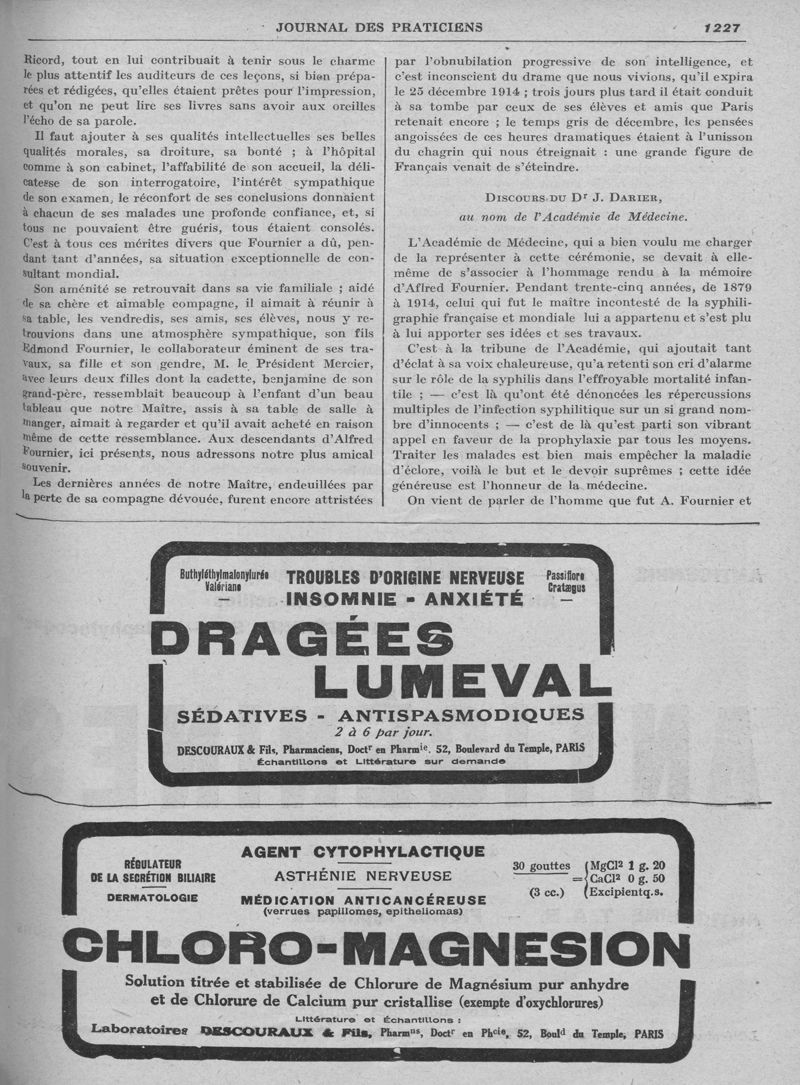 JOURNAL DES PRATICIENS 1227
Ricord, tout en lui contribuait à tenir sous le charme
le plus attentif les auditeurs de ces leçons, si bien prépa-
rées et rédigées, qu'elles étaient prêtes pour l'impression,
et qu'on ne peut lire ses livres sans avoir aux oreilles
l'écho de sa parole.
Il faut ajouter à ses qualités intellectuelles ses belles
qualités morales, sa droiture, sa bonté ; à l'hôpital
comme à son cabinet, l'affabilité de son accueil, la déli-
catesse de son interrogatoire, l'intérêt sympathique
de son examen, le réconfort de ses conclusions donnaient
à chacun de ses malades une profonde confiance, et, si
tous ne pouvaient être guéris, tous étaient consolés.
C'est à tous ces mérites divers que Fournier a dû, pen-
dant tant d'années, sa situation exceptionnelle de con-
sultant mondial.
Son aménité se retrouvait dans sa vie familiale ; aidé
de sa chère et aimable compagne, il aimait à réunir à
sa table, les vendredis, ses amis, ses élèves, nous y re-
trouvions dans une atmosphère sympathique, son fils
Edmond Fournier, le collaborateur éminent de ses tra-
vaux, sa fille et son gendre, M. le Président Mercier,
avec leurs deux filles dont la cadette, benjamine de son
grand-père, ressemblait beaucoup à l'enfant d'un beau
tableau que notre Maître, assis à sa table de salle à
manger, aimait à regarder et qu'il avait acheté en raison
même de cette ressemblance. Aux descendants d'Alfred
Fournier, ici présents, nous adressons notre plus amical
souvenir.
Les dernières années de notre Maître, endeuillées par
la perte de sa compagne dévouée, furent encore attristées
par l'obnubilation progressive de son intelligence, et
c'est inconscient du drame que nous vivions, qu'il expira
le 25 décembre 1914 ; trois jours plus tard il était conduit
à sa tombe par ceux de ses élèves et amis que Paris
retenait encore ; le temps gris de décembre, les pensées
angoissées de ces heures dramatiques étaient à l'unisson
du chagrin qui nous étreignait : une grande figure de
Français venait de s'éteindre.
DISCOURS DU Dr J. DARIER,
au nom de l'Académie de Médecine.
L'Académie de Médecine, qui a bien voulu me charger
de la représenter à cette cérémonie, se devait à elle-
même de s'associer à l'hommage rendu à la mémoire
d'Aflred Fournier. Pendant trente-cinq années, de 1879
à 1914, celui qui fut le maître incontesté de la syphili-
graphie française et mondiale lui a appartenu et s'est plu
à lui apporter ses idées et ses travaux.
C'est à la tribune de l'Académie, qui ajoutait tant
d'éclat à sa voix chaleureuse, qu'a retenti son cri d'alarme
sur le rôle de la syphilis dans l'effroyable mortalité infan-
tile ; — c'est là qu'ont été dénoncées les répercussions
multiples de l'infection syphilitique sur un si grand nom-
bre d'innocents ; — c'est de là qu'est parti son vibrant
appel en faveur de la prophylaxie par tous les moyens.
Traiter les malades est bien mais empêcher la maladie
d'éclore, voilà le but et le devoir suprêmes ; cette idée
généreuse est l'honneur de la médecine.
On vient de parler de l'homme que fut A. Fournier et
Buthyléthylmalonylurée
Valériane
—
TROUBLES D'ORIGINE NERVEUSE
INSOMNIE - ANXIÉTÉ
Passiflore
Cratægus
—
DRAGÉES
LUMEVAL
SÉDATIVES - ANTISPASMODIQUES
2 à 6 par jour.
DESCOURAUX & Fils, Pharmaciens, Doctr en Pharmie. 52, Boulevard du Temple, PARIS
Échantillons et Littérature sur demande
RÉGULATEUR
DE LA SECRÉTION BILIAIRE
DERMATOLOGIE
AGENT CYTOPHYLACTIQUE
ASTHÉNIE NERVEUSE
MÉDICATION ANTICANCÉREUSE
(verrues papillomes, epitheliomas)
30 gouttes
(3 cc.)
=
MgCl2 1 g. 20
CaCl2 0 g. 50
Excipientq.s.
CHLORO-MAGNESION
Solution titrée et stabilisée de Chlorure de Magnésium pur anhydre
et de Chlorure de Calcium pur cristallise (exempte d'oxychlorures)
Littérature et Échantillons :
Laboratoires DESCOURAUX & Fils, Pharmns, Doctr en Phcie, 52, Bould du Temple, PARIS